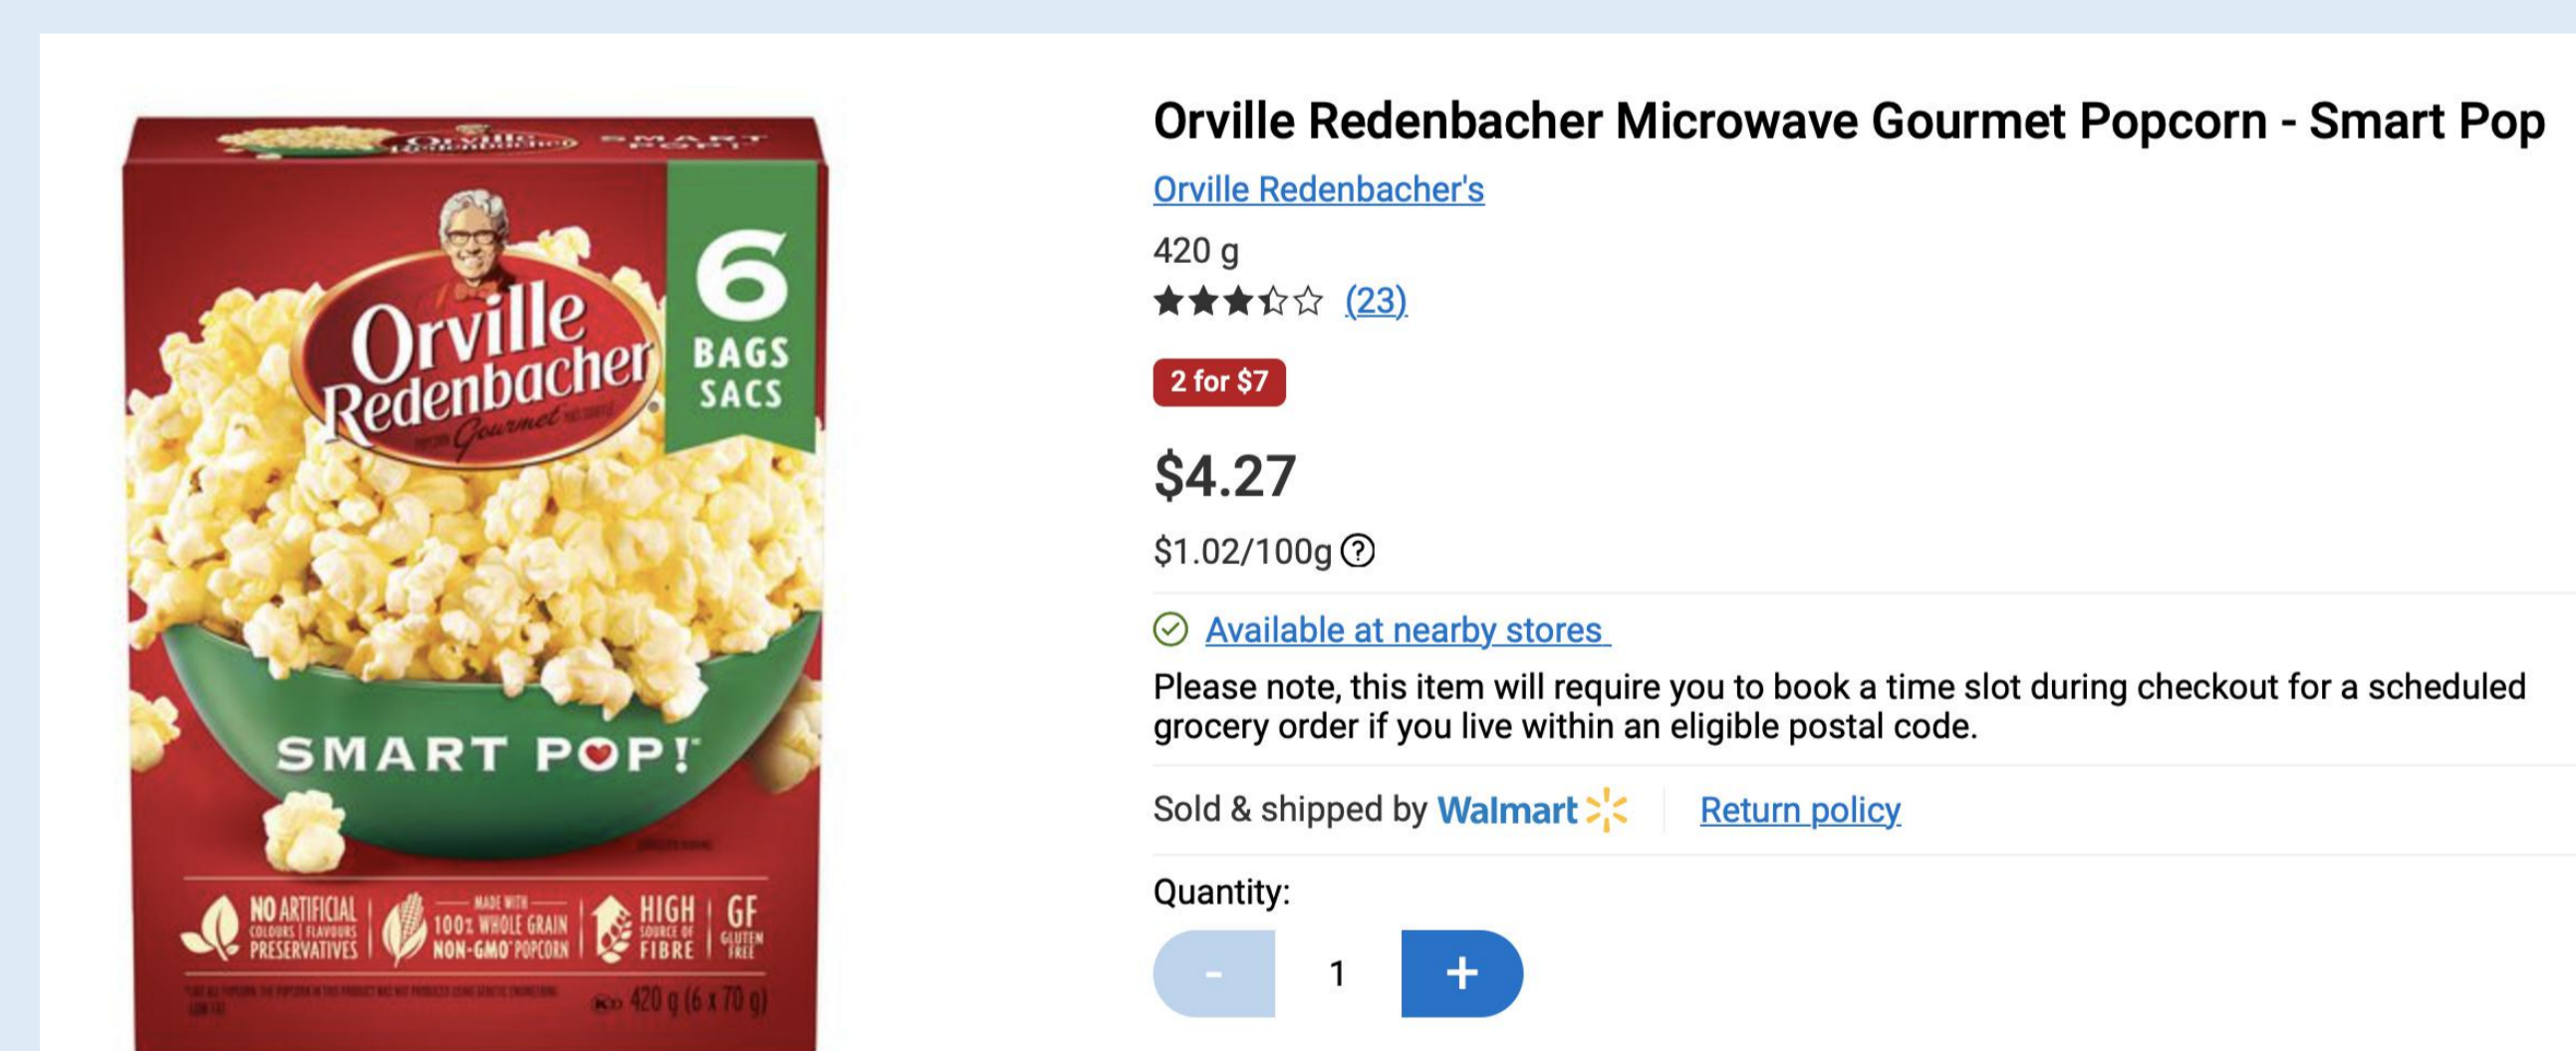 Orville
Redenbacher
SMART
POP!
6
BAGS
SACS
Orville
Redenbacher
Gourmet
SMART POP!
NO ARTIFICIAL
COLOURS | FLAVOURS
PRESERVATIVES
MADE WITH
100% WHOLE GRAIN
NON-GMO* POPCORN
HIGH
SOURCE OF
FIBRE
GF
GLUTEN
FREE
420 g (6 x 70 g)
Orville Redenbacher Microwave Gourmet Popcorn - Smart Pop
Orville Redenbacher's
420 g
(23)
2 for $7
$4.27
$1.02/100g ?
Available at nearby stores
Please note, this item will require you to book a time slot during checkout for a scheduled
grocery order if you live within an eligible postal code.
Sold & shipped by Walmart
Return policy
Quantity:
- 1 +